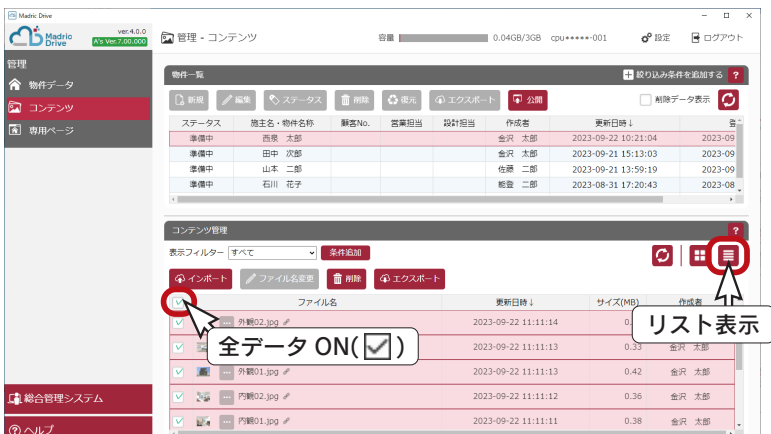 Madric Drive
Madric Drive
ver.4.0.0
A's Ver.7.00.000
管理 - コンテンツ
容量
0.04GB/3GB
cpu*****-001
設定
ログアウト
管理
物件データ
コンテンツ
専用ページ
総合管理システム
ヘルプ
物件一覧
絞り込み条件を追加する
?
新規
編集
ステータス
削除
復元
エクスポート
公開
削除データ表示
ステータス 施主名・物件名称 顧客No. 営業担当 設計担当 作成者 更新日時↓
準備中 西泉 太郎 金沢 太郎 2023-09-22 10:21:04 2023-09
準備中 田中 次郎 金沢 太郎 2023-09-21 15:13:03 2023-09
準備中 山本 二郎 佐藤 二郎 2023-09-21 13:59:19 2023-09
準備中 石川 花子 能登 二郎 2023-08-31 17:20:43 2023-08
コンテンツ管理
?
表示フィルター すべて 条件追加
インポート
ファイル名変更
削除
エクスポート
ファイル名 更新日時↓ サイズ(MB) 作成者
外観02.jpg 2023-09-22 11:11:14
2023-09-22 11:11:13 0.33 金沢 太郎
外観01.jpg 2023-09-22 11:11:13 0.42 金沢 太郎
内観02.jpg 2023-09-22 11:11:12 0.36 金沢 太郎
内観01.jpg 2023-09-22 11:11:11 0.38 金沢 太郎
全データ ON(☑)
リスト表示